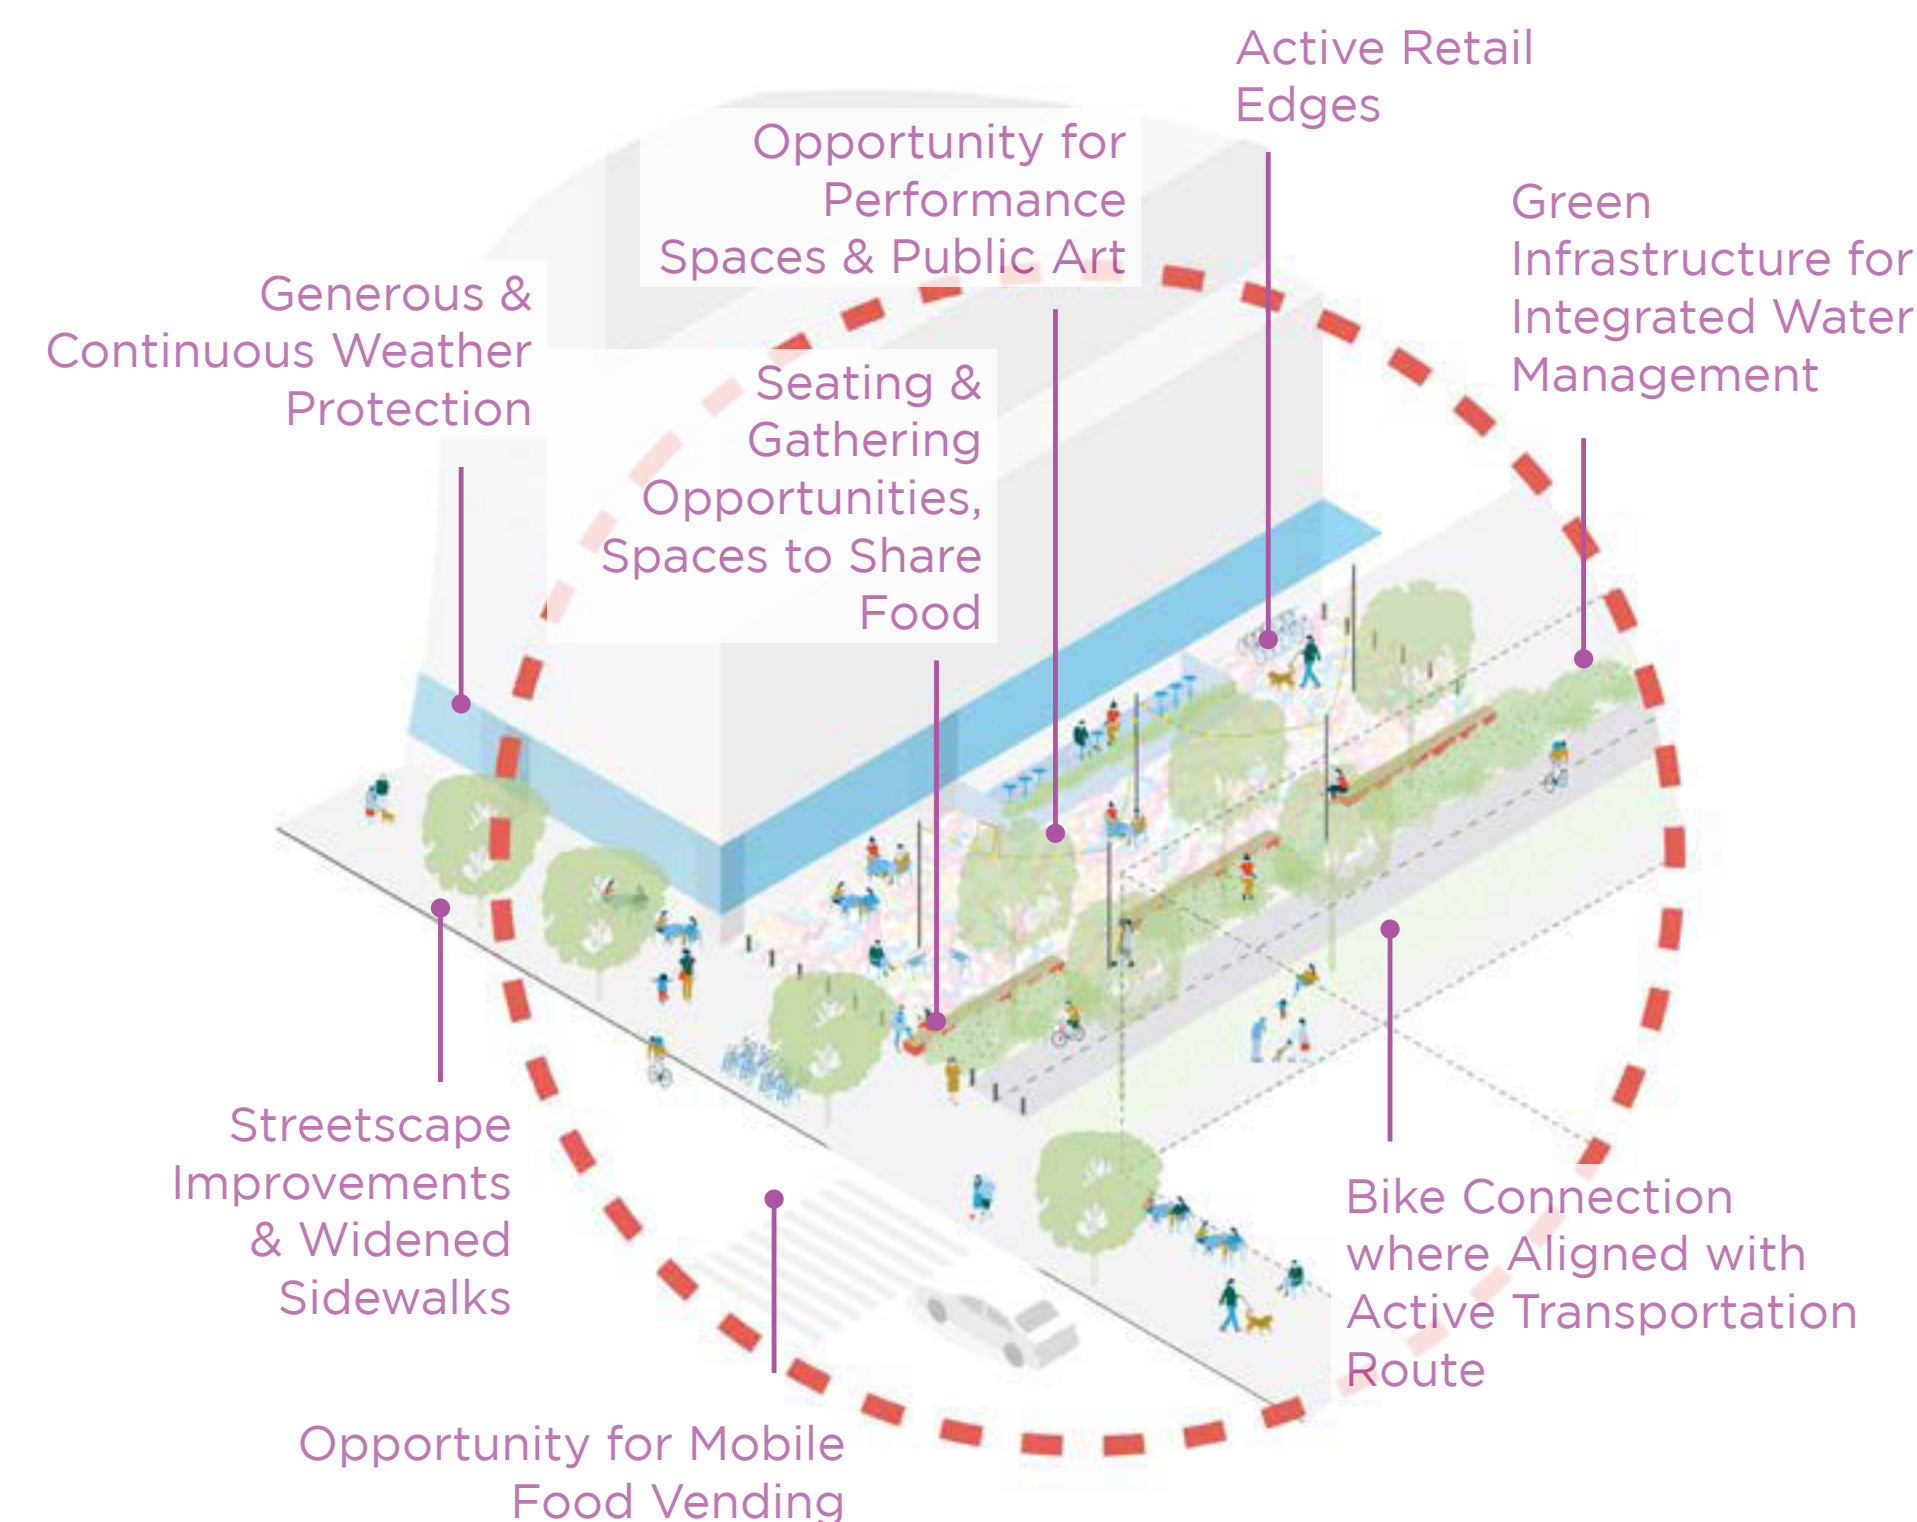 Active Retail
Edges
Opportunity for
Performance
Spaces & Public Art
Green
Infrastructure for
Integrated Water
Management
Generous &
Continuous Weather
Protection
Seating &
Gathering
Opportunities,
Spaces to Share
Food
Streetscape
Improvements
& Widened
Sidewalks
Bike Connection
where Aligned with
Active Transportation
Route
Opportunity for Mobile
Food Vending